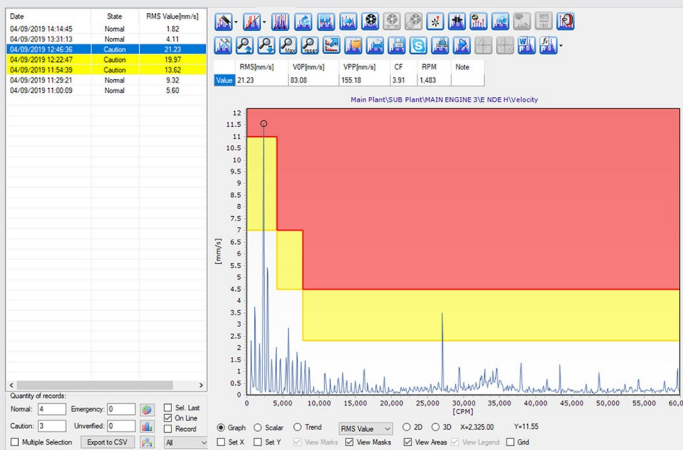 Date State RMS Value[mm/s]
04/09/2019 14:14:45 Normal 1.82
04/09/2019 13:31:13 Normal 4.11
04/09/2019 12:46:36 Caution 21.23
04/09/2019 12:22:47 Caution 19.97
04/09/2019 11:54:39 Caution 13.62
04/09/2019 11:29:21 Normal 9.32
04/09/2019 11:00:09 Normal 5.60
RMS[mm/s] V0P[mm/s] VPP[mm/s] CF RPM Note
Value 21.23 83.08 155.18 3.91 1.483
Main Plant\SUB Plant\MAIN ENGINE 3\E NDE H\Velocity
12
11.5
11
10.5
10
9.5
9
8.5
8
7.5
7
6.5
6
5.5
5
4.5
4
3.5
3
2.5
2
1.5
1
0.5
0
[mm/s]
0 5,000 10,000 15,000 20,000 25,000 30,000 35,000 40,000 45,000 50,000 55,000 60,0
[CPM]
Quantity of records:
Normal: 4 Emergency: 0
Caution: 3 Unverified: 0
Sel. Last
On Line
Record
Multiple Selection Export to CSV All
Graph Scalar Trend RMS Value 2D 3D X=2,325.00 Y=11.55
Set X Set Y View Marks View Masks View Areas View Legend Grid